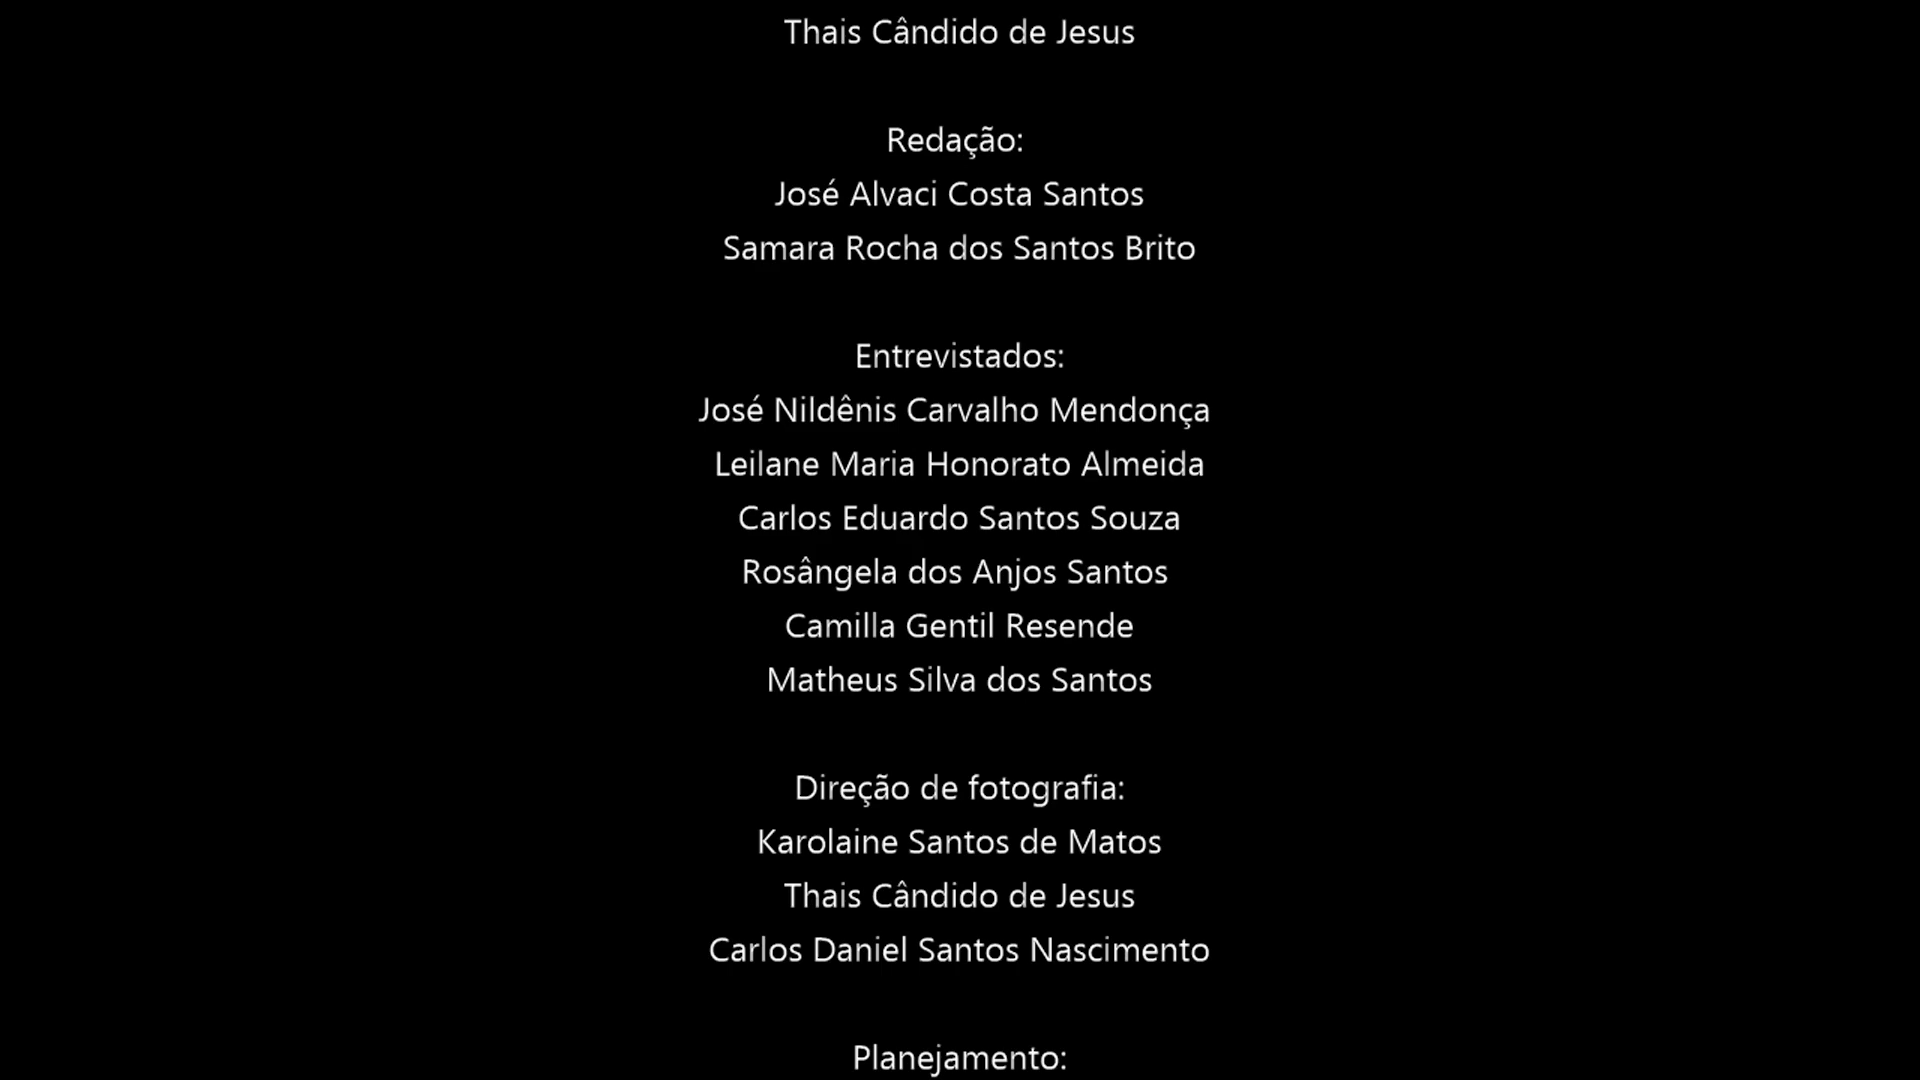 Thais Cândido de Jesus
Redação:
José Alvaci Costa Santos
Samara Rocha dos Santos Brito
Entrevistados:
José Nildênis Carvalho Mendonça
Leilane Maria Honorato Almeida
Carlos Eduardo Santos Souza
Rosângela dos Anjos Santos
Camilla Gentil Resende
Matheus Silva dos Santos
Direção de fotografia:
Karolaine Santos de Matos
Thais Cândido de Jesus
Carlos Daniel Santos Nascimento
Planejamento: